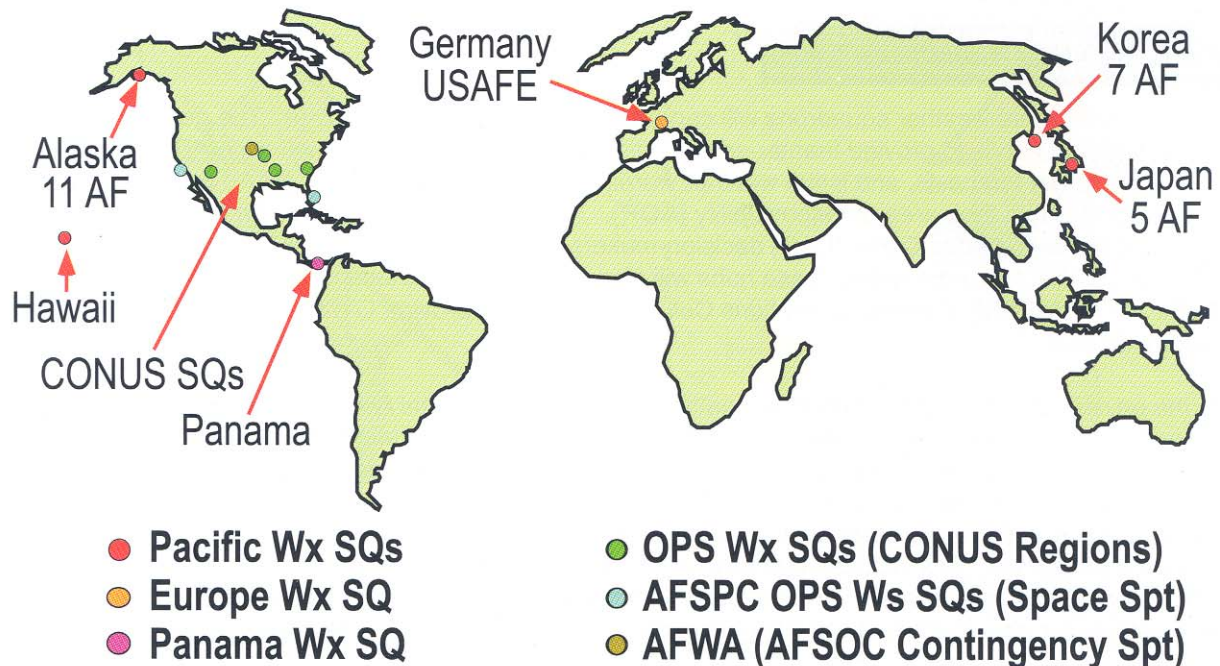 Germany
USAFE
Korea
7 AF
Alaska
11 AF
Japan
5 AF
Hawaii
CONUS SQs
Panama
Pacific Wx SQs
Europe Wx SQ
Panama Wx SQ
OPS Wx SQs (CONUS Regions)
AFSPC OPS Ws SQs (Space Spt)
AFWA (AFSOC Contingency Spt)